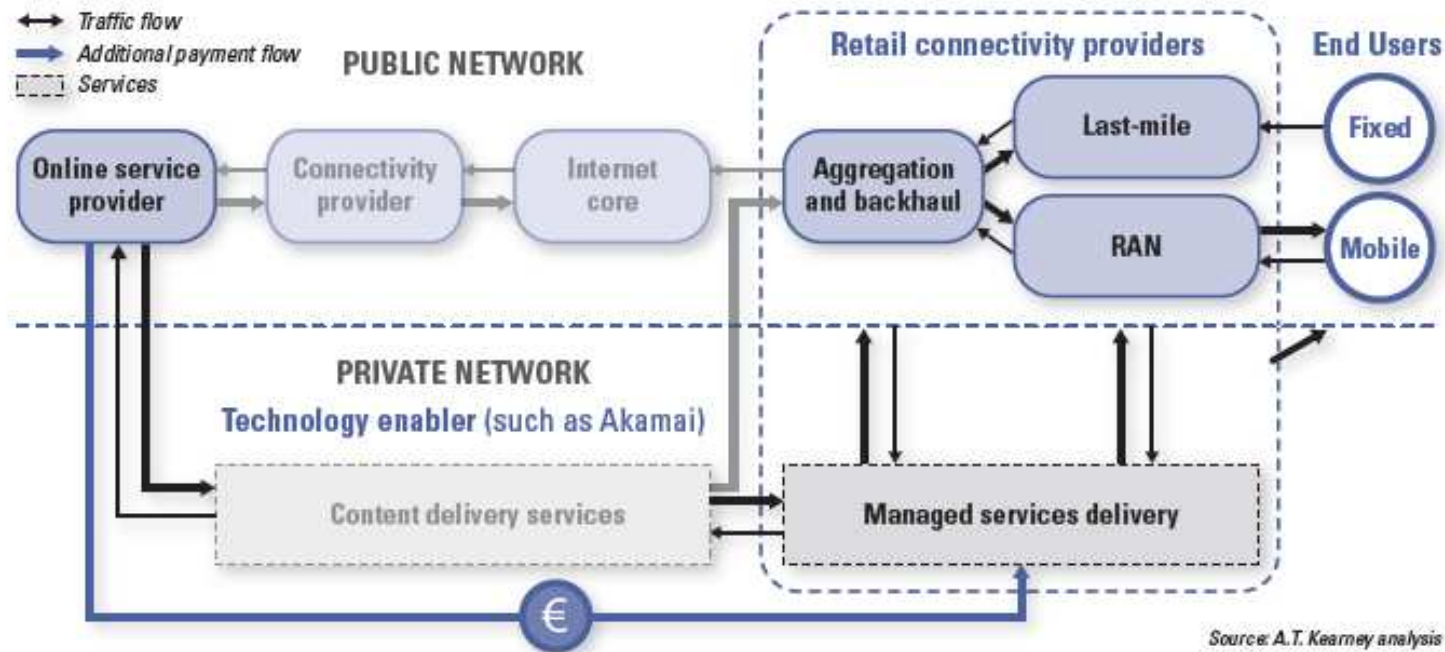 Traffic flow
Additional payment flow
Services
PUBLIC NETWORK
Retail connectivity providers
End Users
Online service
provider
Connectivity
provider
Internet
core
Aggregation
and backhaul
Last-mile
RAN
Fixed
Mobile
PRIVATE NETWORK
Technology enabler (such as Akamai)
Content delivery services
Managed services delivery
€
Source: A.T. Kearney analysis